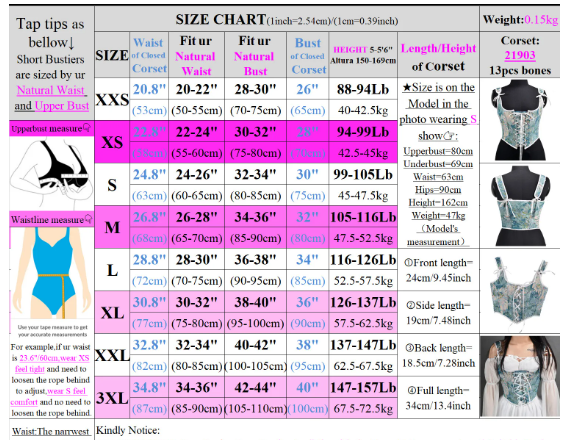 Tap tips as
bellow↓
Short Bustiers
are sized by ur
Natural Waist
and Upper Bust
Upperbust measure
Waistline measure
Use your tape measure to get
your accurate measurements
For example,if ur waist
is 23.6"/60cm,wear XS
feel tight and need to
loosen the rope behind
to adjust,wear S feel
comfort and no need to
loosen the rope behind.
Waist:The narrwest
SIZE CHART(1inch=2.54cm)/(1cm=0.39inch)
Weight:0.15kg
SIZE
Waist
of Closed
Corset
Fit ur
Natural
Waist
Fit ur
Natural
Bust
Bust
of Closed
Corset
HEIGHT 5-5'6"
Altura 150-169cm
Length/Height
of Corset
Corset:
21903
13pcs bones
XXS
20.8" 20-22" 28-30" 26" 88-94Lb
(53cm) (50-55cm) (70-75cm) (65cm) 40-42.5kg
XS
22-24" 30-32" 94-99Lb
(55-60cm) (75-80cm) 42.5-45kg
S
24.8" 24-26" 32-34" 30" 99-105Lb
(63cm) (60-65cm) (80-85cm) (75cm) 45-47.5kg
M
26.8" 26-28" 34-36" 32" 105-116Lb
(68cm) (65-70cm) (85-90cm) (80cm) 47.5-52.5kg
L
28.8" 28-30" 36-38" 34" 116-126Lb
(72cm) (70-75cm) (90-95cm) (85cm) 52.5-57.5kg
XL
30.8" 30-32" 38-40" 36" 126-137Lb
(77cm) (75-80cm) (95-100cm) (90cm) 57.5-62.5kg
XXL
32.8" 32-34" 40-42" 38" 137-147Lb
(82cm) (80-85cm) (100-105cm) (95cm) 62.5-67.5kg
3XL
34.8" 34-36" 42-44" 40" 147-157Lb
(87cm) (85-90cm) (105-110cm) (100cm) 67.5-72.5kg
★Size is on the
Model in the
photo wearing S
show:
Upperbust=80cm
Underbust=69cm
Waist=63cm
Hips=90cm
Height=162cm
Weight=47kg
(Model's
measurement)
①Front length=
24cm/9.45inch
②Side length=
19cm/7.48inch
③Back length=
18.5cm/7.28inch
④Full length=
34cm/13.4inch
Kindly Notice: